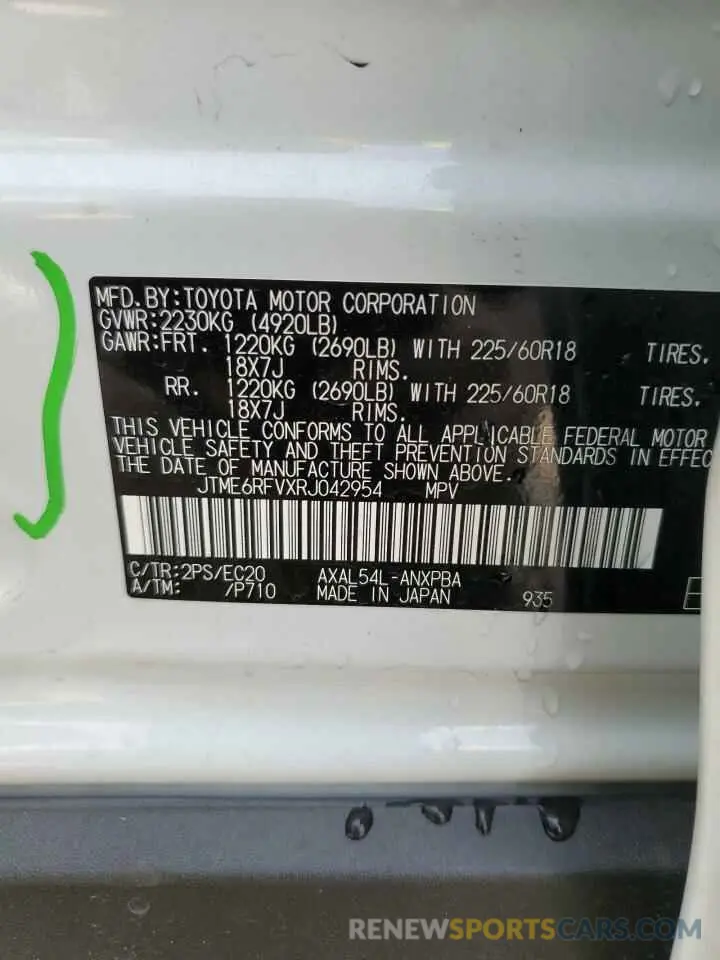 MFD.BY:TOYOTA MOTOR CORPORATION
GVWR:2230KG (4920LB)
GAWR:FRT. 1220KG (2690LB) WITH 225/60R18 TIRES.
18X7J RIMS.
RR. 1220KG (2690LB) WITH 225/60R18 TIRES.
18X7J RIMS.
THIS VEHICLE CONFORMS TO ALL APPLICABLE FEDERAL MOTOR
VEHICLE SAFETY AND THEFT PREVENTION STANDARDS IN EFFEC
THE DATE OF MANUFACTURE SHOWN ABOVE.
JTME6RFVXRJ042954 MPV
C/TR:2PS/EC20 AXAL54L-ANXPBA
A/TM: /P710 MADE IN JAPAN 935
RENEWSPORTSCARS.COM